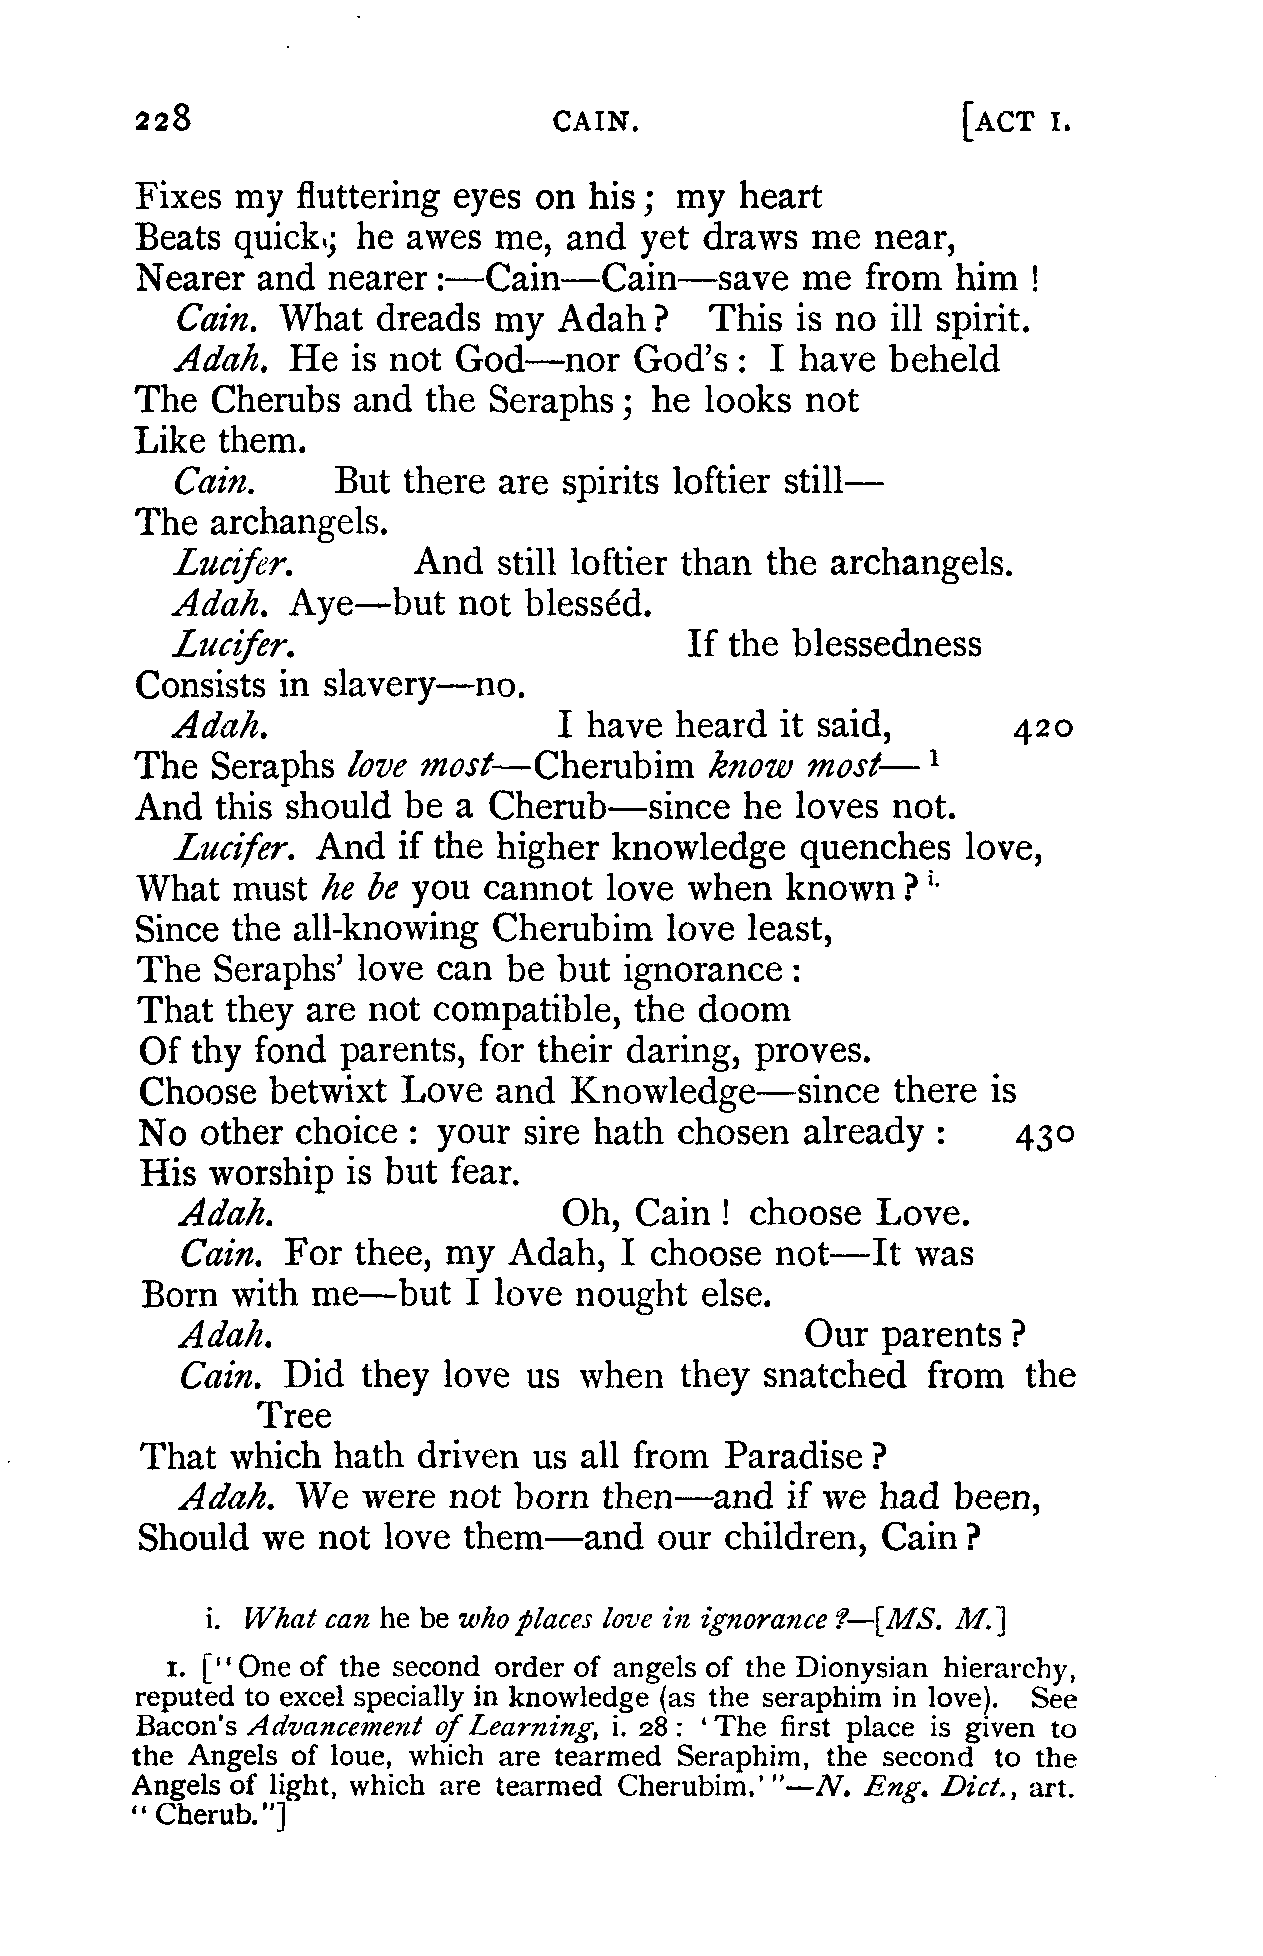 228 CAIN. [ACT I.
Fixes my fluttering eyes on his; my heart
Beats quick; he awes me, and yet draws me near,
Nearer and nearer:—Cain—Cain—save me from him!
Cain. What dreads my Adah? This is no ill spirit.
Adah. He is not God—nor God's: I have beheld
The Cherubs and the Seraphs; he looks not
Like them.
Cain. But there are spirits loftier still—
The archangels.
Lucifer. And still loftier than the archangels.
Adah. Aye—but not blesséd.
Lucifer. If the blessedness
Consists in slavery—no.
Adah. I have heard it said, 420
The Seraphs love most—Cherubim know most— 1
And this should be a Cherub—since he loves not.
Lucifer. And if the higher knowledge quenches love,
What must he be you cannot love when known? i.
Since the all-knowing Cherubim love least,
The Seraphs' love can be but ignorance:
That they are not compatible, the doom
Of thy fond parents, for their daring, proves.
Choose betwixt Love and Knowledge—since there is
No other choice: your sire hath chosen already: 430
His worship is but fear.
Adah. Oh, Cain! choose Love.
Cain. For thee, my Adah, I choose not—It was
Born with me—but I love nought else.
Adah. Our parents?
Cain. Did they love us when they snatched from the
Tree
That which hath driven us all from Paradise?
Adah. We were not born then—and if we had been,
Should we not love them—and our children, Cain?
i. What can he be who places love in ignorance?—[MS. M.]
1. ["One of the second order of angels of the Dionysian hierarchy,
reputed to excel specially in knowledge (as the seraphim in love). See
Bacon's Advancement of Learning, i. 28: 'The first place is given to
the Angels of loue, which are tearmed Seraphim, the second to the
Angels of light, which are tearmed Cherubim.'"—N. Eng. Dict., art.
"Cherub."]